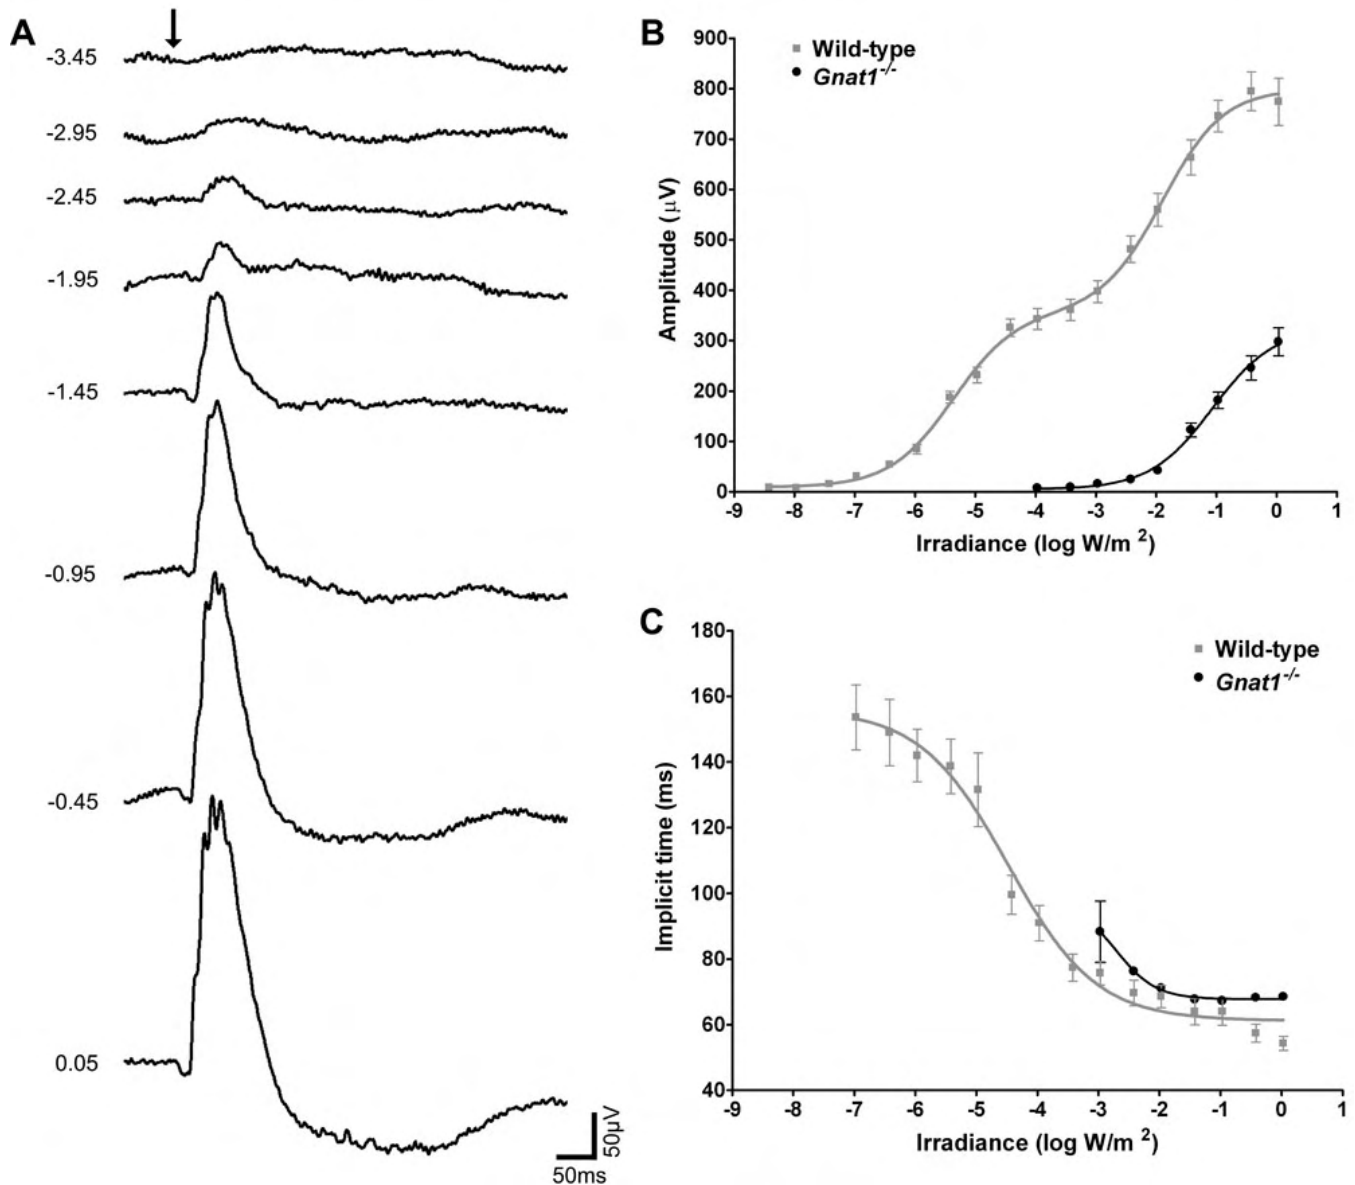 A
-3.45
-2.95
-2.45
-1.95
-1.45
-0.95
-0.45
0.05
50µV
50ms
B
Wild-type
Gnat1-/-
Amplitude (µV)
900
800
700
600
500
400
300
200
100
0
-9 -8 -7 -6 -5 -4 -3 -2 -1 0 1
Irradiance (log W/m 2)
C
Wild-type
Gnat1-/-
Implicit time (ms)
180
160
140
120
100
80
60
40
-9 -8 -7 -6 -5 -4 -3 -2 -1 0 1
Irradiance (log W/m 2)